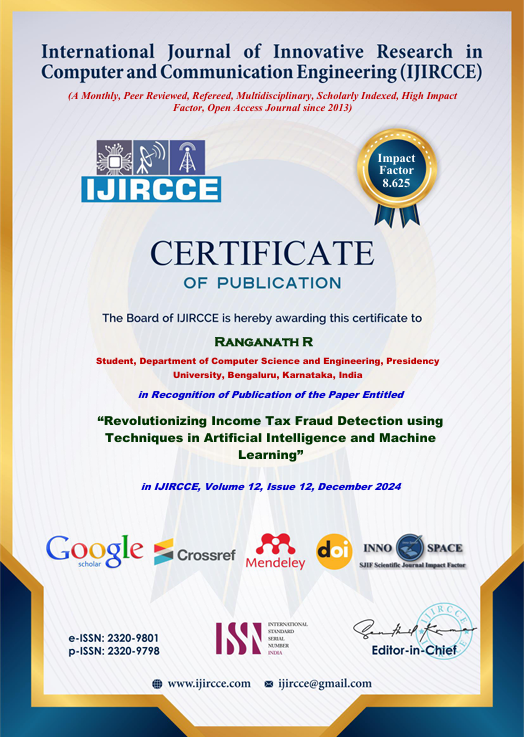 International Journal of Innovative Research in
Computer and Communication Engineering (IJIRCCE)
(A Monthly, Peer Reviewed, Refereed, Multidisciplinary, Scholarly Indexed, High Impact
Factor, Open Access Journal since 2013)
IJIRCCE
Impact
Factor
8.625
CERTIFICATE
OF PUBLICATION
The Board of IJIRCCE is hereby awarding this certificate to
RANGANATH R
Student, Department of Computer Science and Engineering, Presidency
University, Bengaluru, Karnataka, India
in Recognition of Publication of the Paper Entitled
“Revolutionizing Income Tax Fraud Detection using
Techniques in Artificial Intelligence and Machine
Learning”
in IJIRCCE, Volume 12, Issue 12, December 2024
Google
scholar
Crossref
Mendeley
doi
INNO SPACE
SJIF Scientific Journal Impact Factor
e-ISSN: 2320-9801
p-ISSN: 2320-9798
ISSN
INTERNATIONAL
STANDARD
SERIAL
NUMBER
INDIA
IJIRCCE
Editor-in-Chief
www.ijircce.com
ijircce@gmail.com